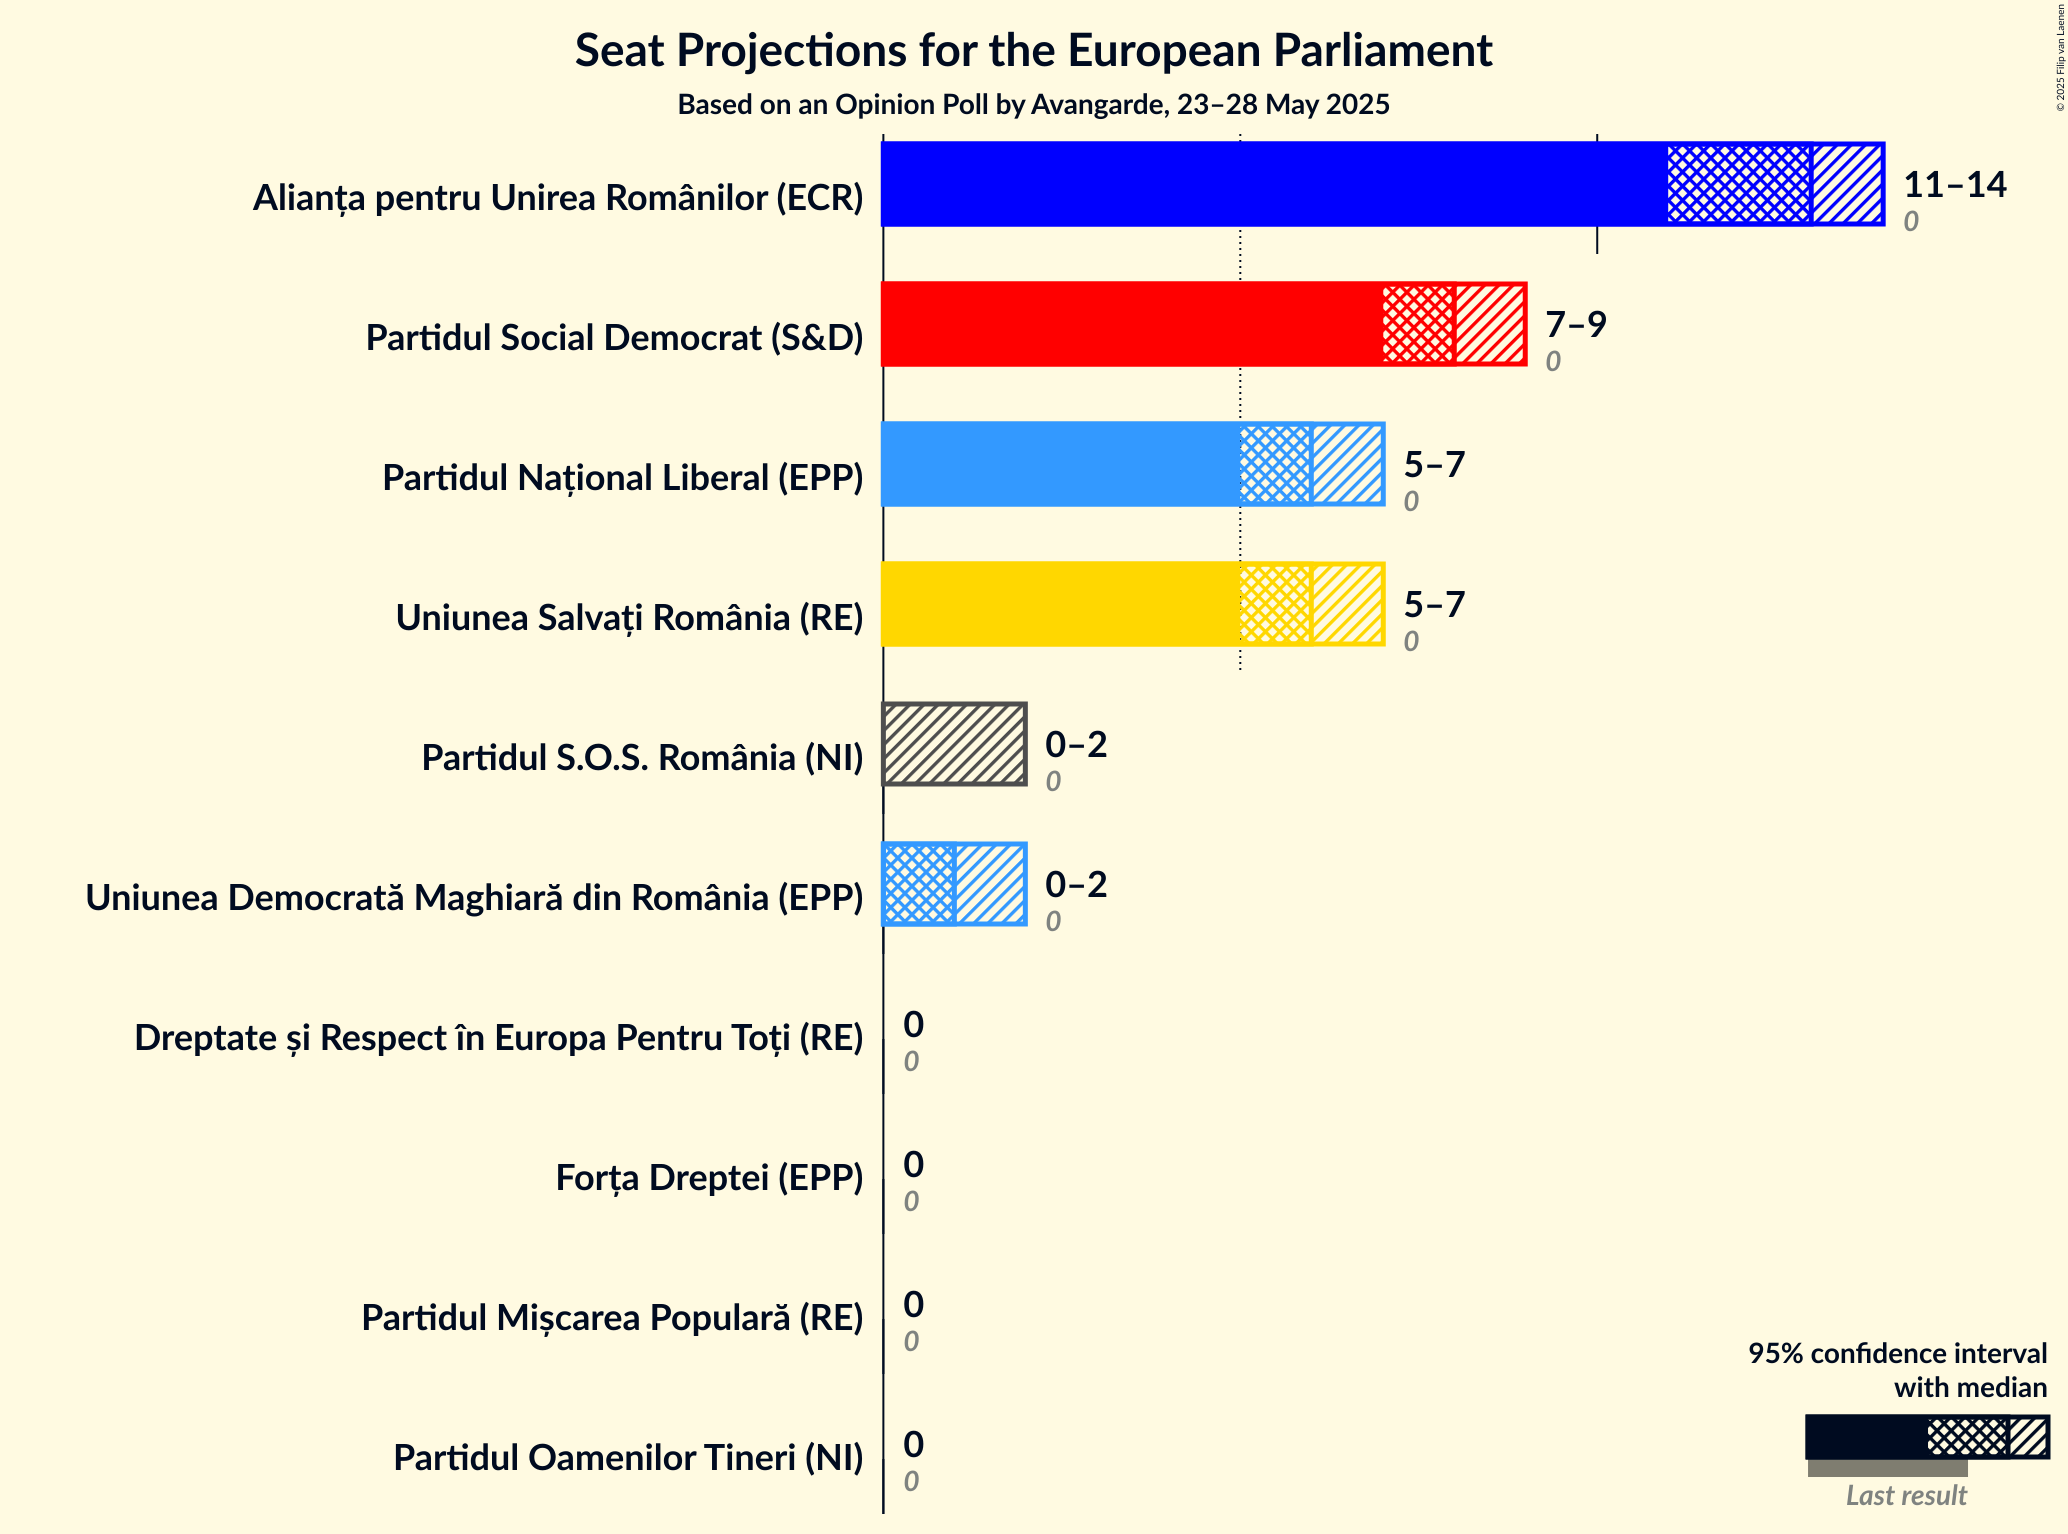 Seat Projections for the European Parliament
Based on an Opinion Poll by Avangarde, 23–28 May 2025
© 2025 Filip van Laenen
Alianța pentru Unirea Românilor (ECR)
11–14
0
Partidul Social Democrat (S&D)
7–9
0
Partidul Național Liberal (EPP)
5–7
0
Uniunea Salvați România (RE)
5–7
0
Partidul S.O.S. România (NI)
0–2
0
Uniunea Democrată Maghiară din România (EPP)
0–2
0
Dreptate și Respect în Europa Pentru Toți (RE)
0
0
Forța Dreptei (EPP)
0
0
Partidul Mișcarea Populară (RE)
0
0
Partidul Oamenilor Tineri (NI)
0
0
95% confidence interval
with median
Last result